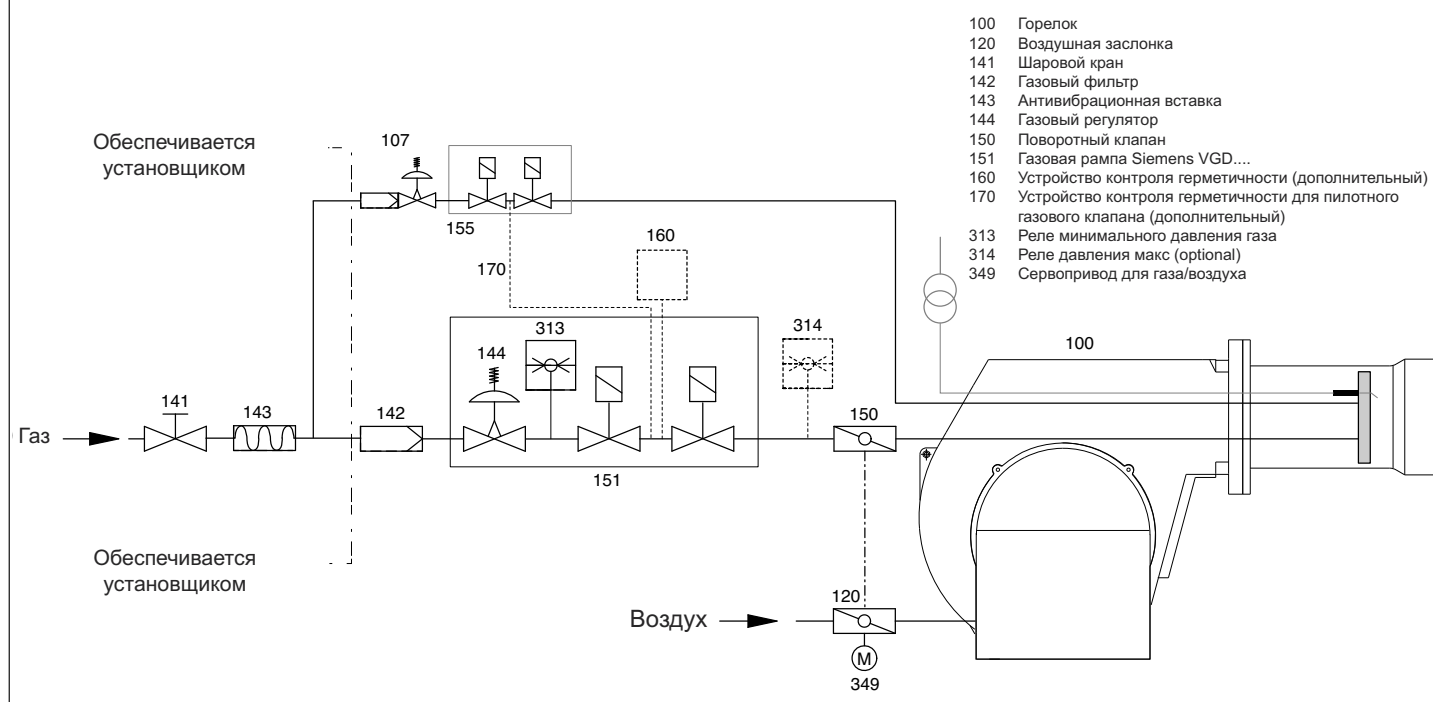 100 Горелок
120 Воздушная заслонка
141 Шаровой кран
142 Газовый фильтр
143 Антивибрационная вставка
144 Газовый регулятор
150 Поворотный клапан
151 Газовая рампа Siemens VGD....
160 Устройство контроля герметичности (дополнительный)
170 Устройство контроля герметичности для пилотного
газового клапана (дополнительный)
313 Реле минимального давления газа
314 Реле давления макс (optional)
349 Сервопривод для газа/воздуха
Обеспечивается
установщиком
107
155
160
170
313
314
100
144
141
143
142
150
Газ
151
Обеспечивается
установщиком
120
Воздух
M
349